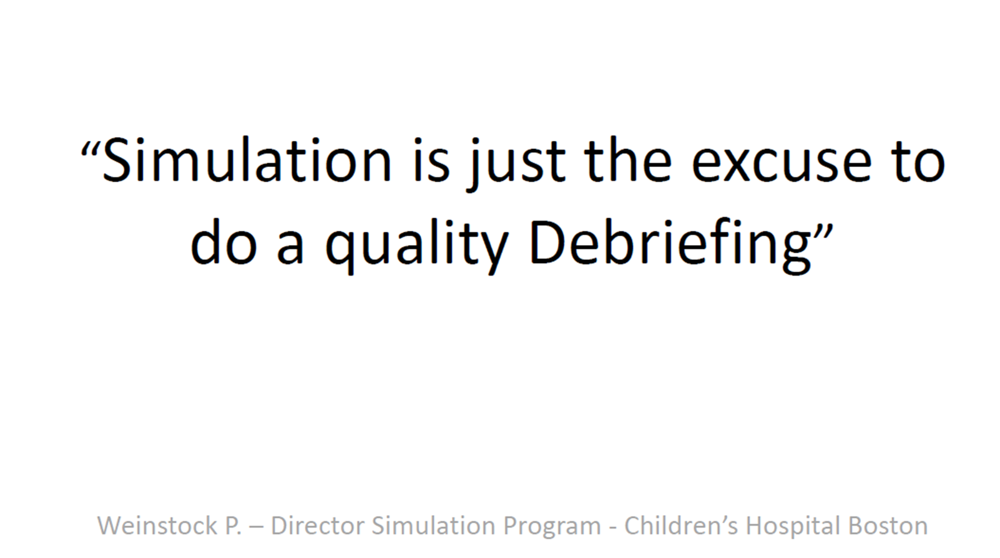 “Simulation is just the excuse to
do a quality Debriefing”
Weinstock P. – Director Simulation Program - Children’s Hospital Boston